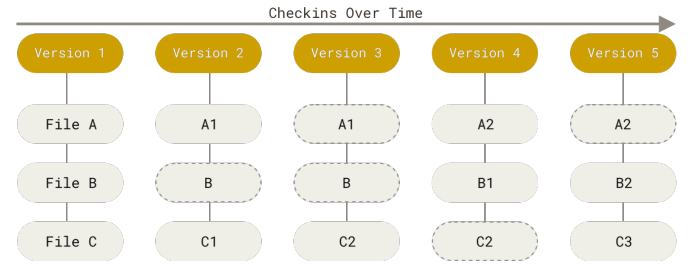 Checkins Over Time
Version 1 Version 2 Version 3 Version 4 Version 5
File A A1 A1 A2 A2
File B B B B1 B2
File C C1 C2 C2 C3